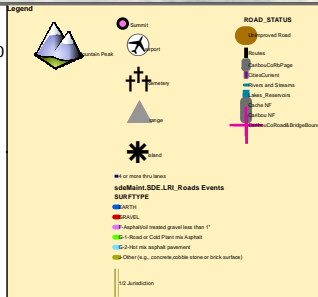 Legend
Mountain Peak
Summit
airport
cemetery
range
island
4 or more thru lanes
sdeMaint.SDE.LRI_Roads Events
SURFTYPE
EARTH
GRAVEL
F-Asphalt/oil treated gravel less than 1"
G-1-Road or Cold Plant mix Asphalt
G-2-Hot mix asphalt pavement
J-Other (e.g., concrete,cobble stone or brick surface)
1/2 Jurisdiction
ROAD_STATUS
Unimproved Road
Routes
CaribouCoRbPage
CitiesCurrent
Rivers and Streams
Lakes_Reservoirs
Cache NF
Caribou NF
CaribouCoRoad&BridgeBound